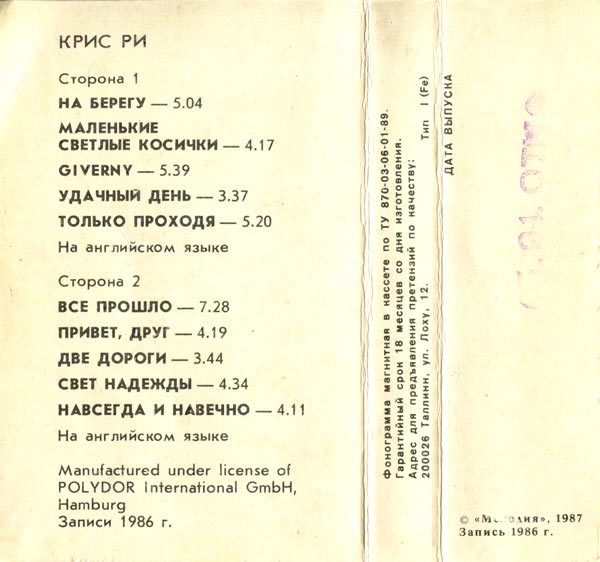 КРИС РИ
Сторона 1
НА БЕРЕГУ — 5.04
МАЛЕНЬКИЕ
СВЕТЛЫЕ КОСИЧКИ — 4.17
GIVERNY — 5.39
УДАЧНЫЙ ДЕНЬ — 3.37
ТОЛЬКО ПРОХОДЯ — 5.20
На английском языке
Сторона 2
ВСЕ ПРОШЛО — 7.28
ПРИВЕТ, ДРУГ — 4.19
ДВЕ ДОРОГИ — 3.44
СВЕТ НАДЕЖДЫ — 4.34
НАВСЕГДА И НАВЕЧНО — 4.11
На английском языке
Manufactured under license of
POLYDOR International GmbH,
Hamburg
Записи 1986 г.
Фонограмма магнитная в кассете по ТУ 870-03-06-01-89.
Гарантийный срок 18 месяцев со дня изготовления.
Адрес для предъявления претензий по качеству:
200026 Таллинн, ул. Лоху, 12. Тип I (Fe)
ДАТА ВЫПУСКА
91 ОТК
© «Мелодия», 1987
Запись 1986 г.